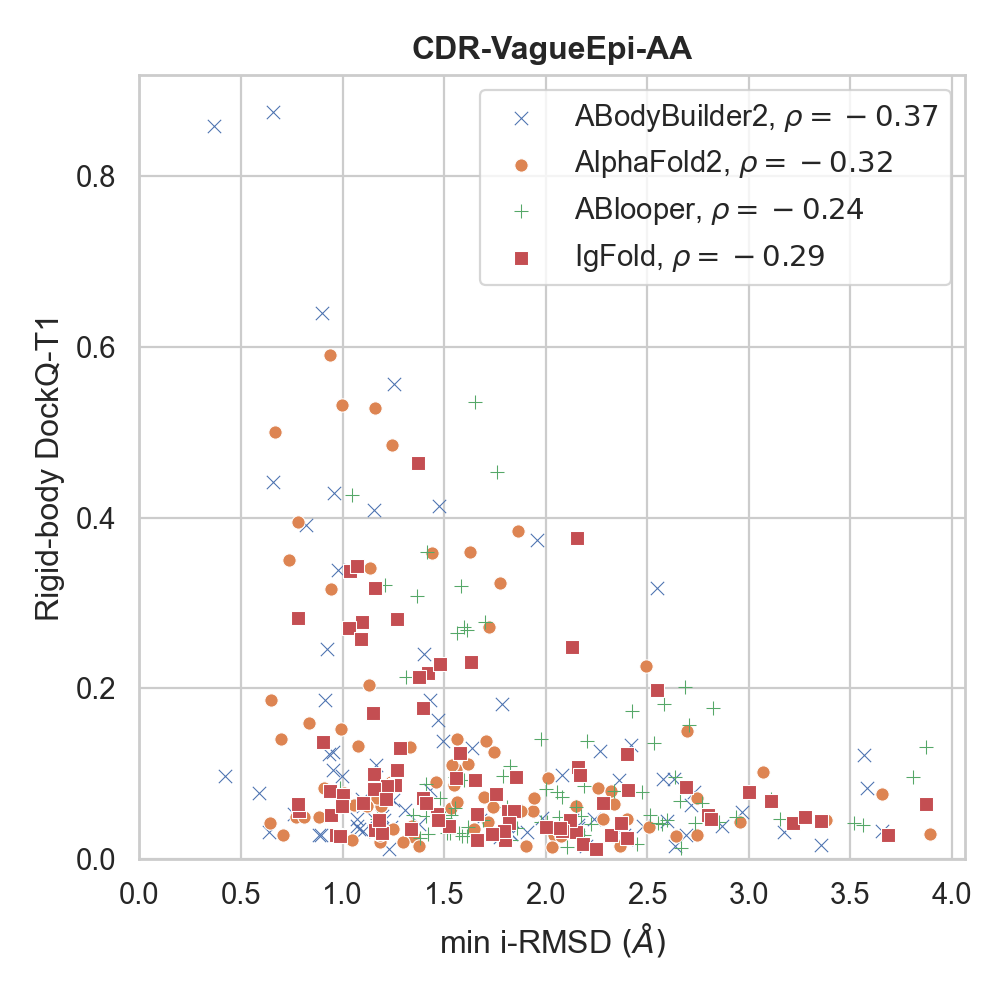 CDR-VagueEpi-AA
ABodyBuilder2, ρ = −0.37
AlphaFold2, ρ = −0.32
ABlooper, ρ = −0.24
IgFold, ρ = −0.29
Rigid-body DockQ-T1
0.8
0.6
0.4
0.2
0.0
0.0 0.5 1.0 1.5 2.0 2.5 3.0 3.5 4.0
min i-RMSD (Å)